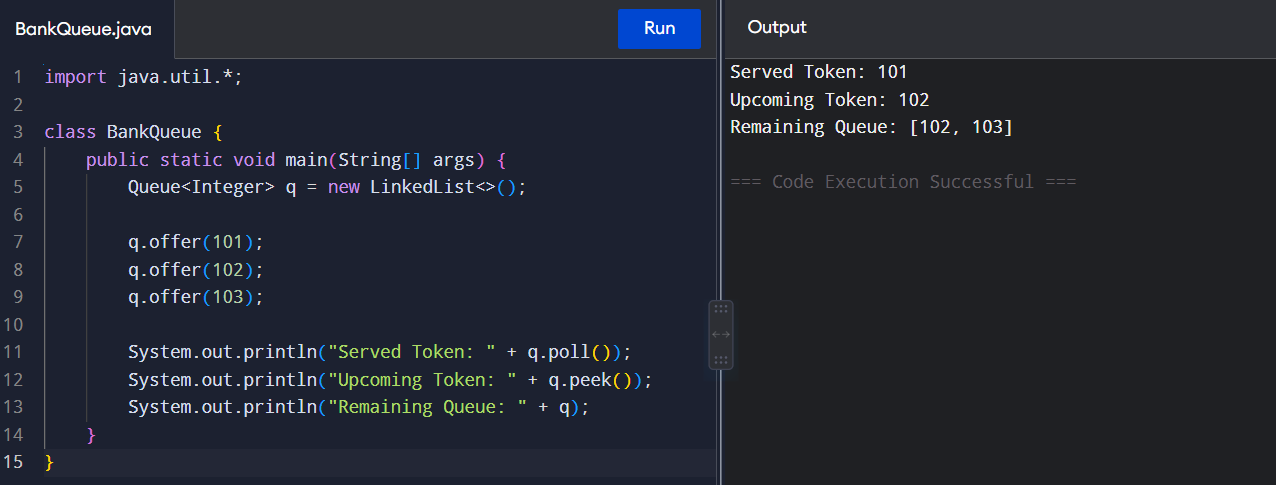 BankQueue.java
Run
1 import java.util.*;
2
3 class BankQueue {
4     public static void main(String[] args) {
5         Queue<Integer> q = new LinkedList<>();
6
7         q.offer(101);
8         q.offer(102);
9         q.offer(103);
10
11         System.out.println("Served Token: " + q.poll());
12         System.out.println("Upcoming Token: " + q.peek());
13         System.out.println("Remaining Queue: " + q);
14     }
15 }
Output
Served Token: 101
Upcoming Token: 102
Remaining Queue: [102, 103]
=== Code Execution Successful ===